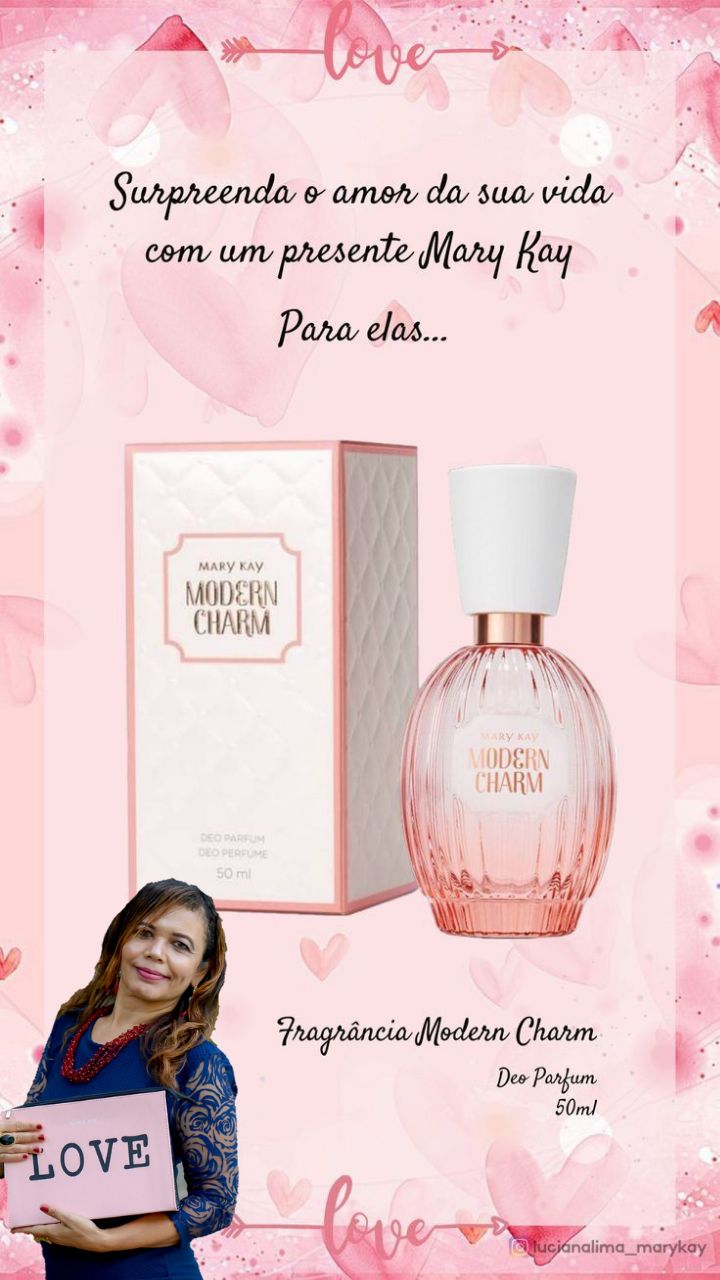 love
Surpreenda o amor da sua vida
com um presente Mary Kay
Para elas...
MARY KAY
MODERN
CHARM
MARY KAY
MODERN
CHARM
DEO PARFUM
DEO PERFUME
50 ml
Fragrância Modern Charm
Deo Parfum
50ml
LOVE
love
lucianalima_marykay